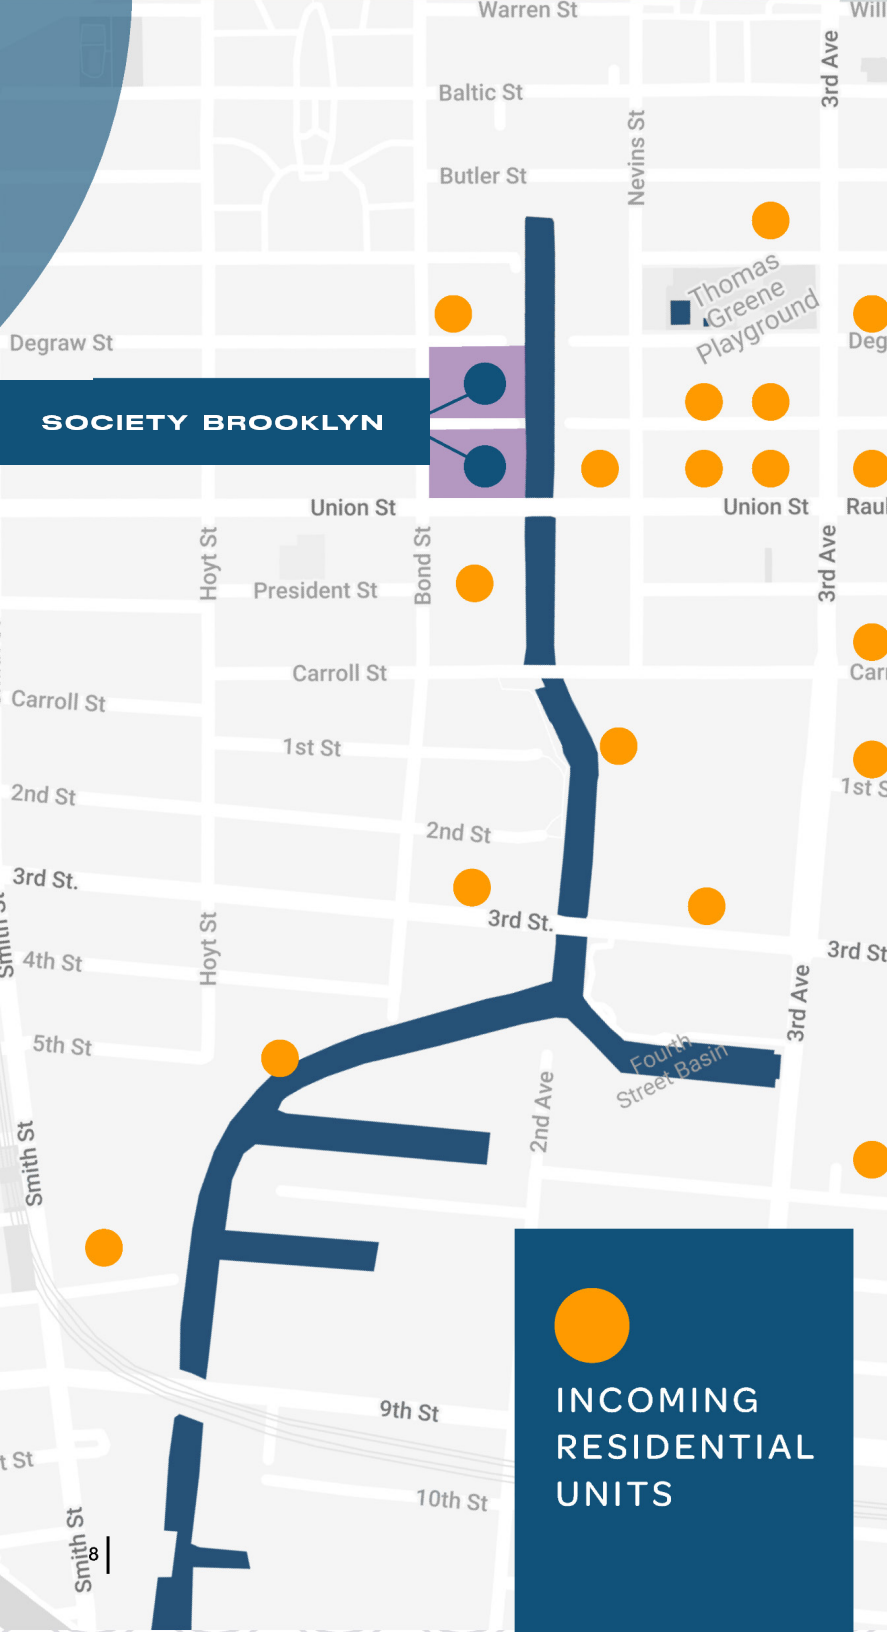 Warren St
Will
3rd Ave
Baltic St
Nevins St
Butler St
Thomas
Greene
Playground
Degraw St
Deg
SOCIETY BROOKLYN
Union St
Union St
Raul
Hoyt St
Bond St
3rd Ave
President St
Carroll St
Carr
Carroll St
1st St
1st S
2nd St
2nd St
3rd St.
3rd St.
3rd St
Smith St
Hoyt St
4th St
3rd Ave
5th St
Fourth
Street Basin
2nd Ave
Smith St
INCOMING
RESIDENTIAL
UNITS
9th St
t St
10th St
Smith St
8